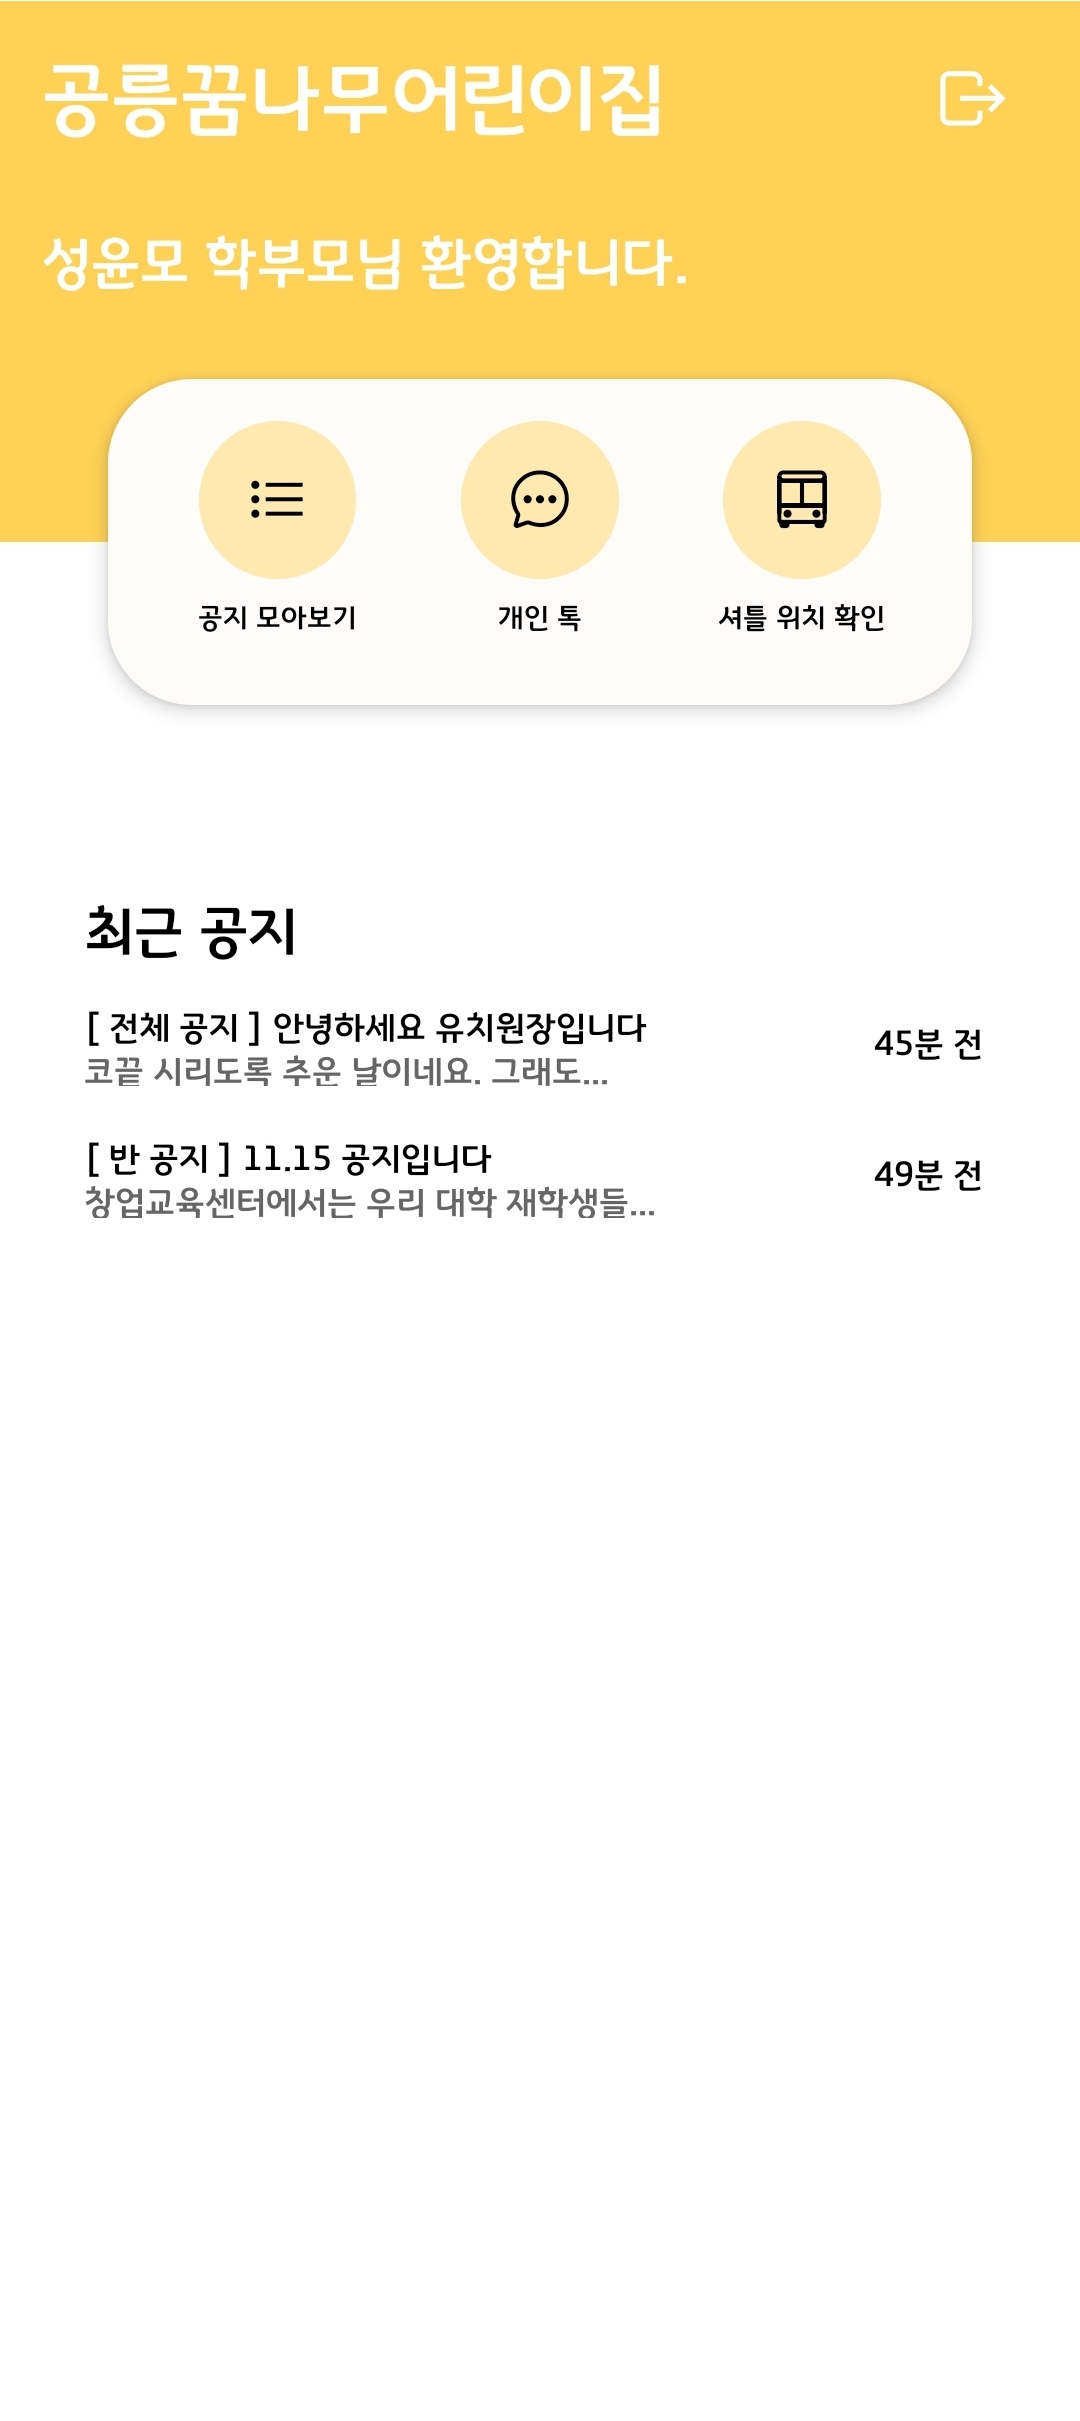 공릉꿈나무어린이집
성윤모 학부모님 환영합니다.
공지 모아보기
개인 톡
셔틀 위치 확인
최근 공지
[ 전체 공지 ] 안녕하세요 유치원장입니다
코끝 시리도록 추운 날이네요. 그래도...
45분 전
[ 반 공지 ] 11.15 공지입니다
창업교육센터에서는 우리 대학 재학생들...
49분 전